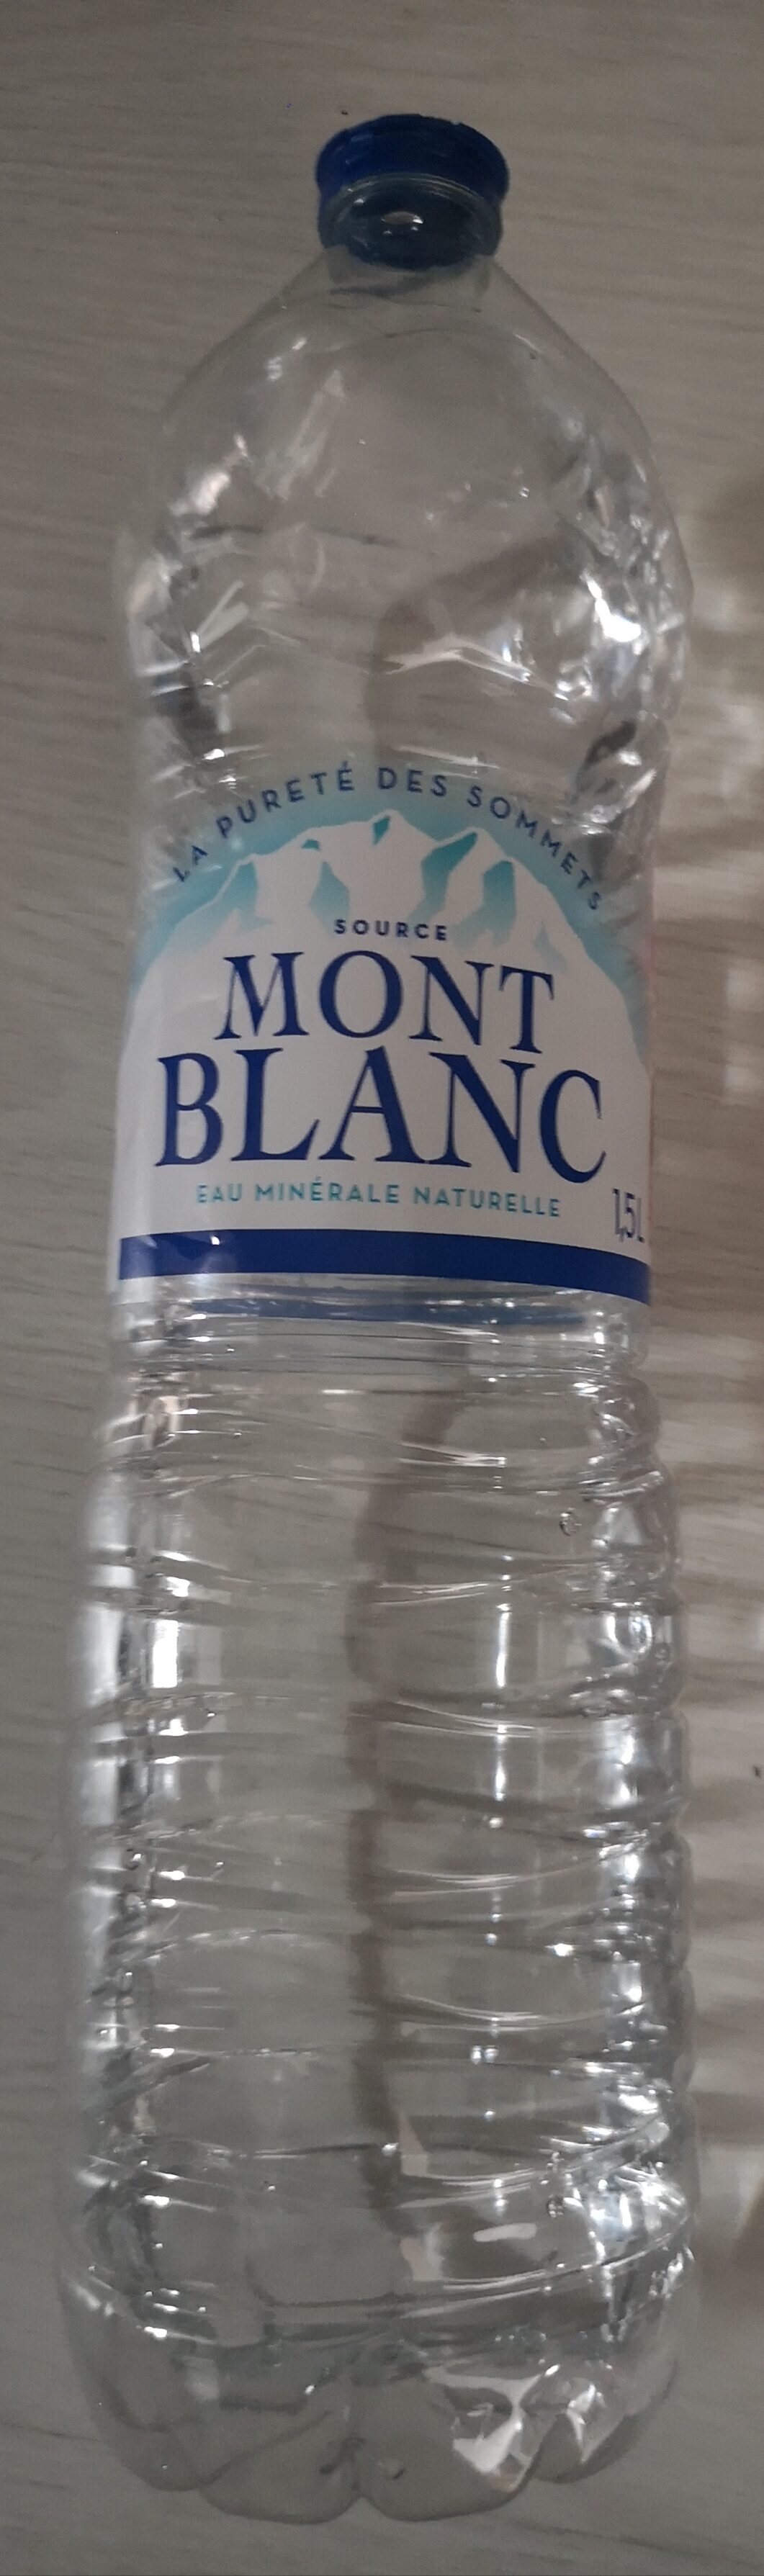 LA PURETÉ DES SOMMETS
SOURCE
MONT
BLANC
EAU MINÉRALE NATURELLE
1,5L